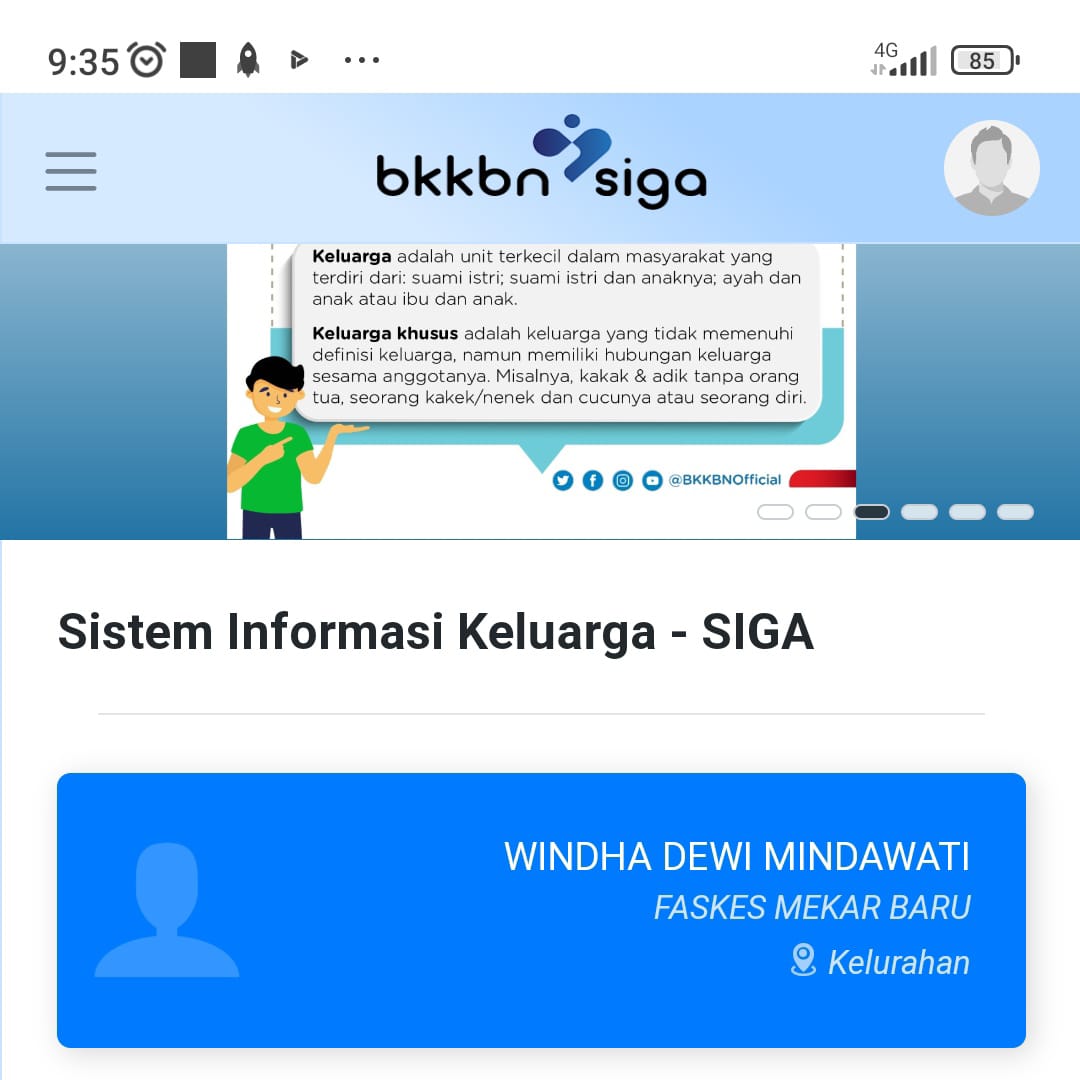 9:35
4G
85
bkkbn siga
Keluarga adalah unit terkecil dalam masyarakat yang
terdiri dari: suami istri; suami istri dan anaknya; ayah dan
anak atau ibu dan anak.
Keluarga khusus adalah keluarga yang tidak memenuhi
definisi keluarga, namun memiliki hubungan keluarga
sesama anggotanya. Misalnya, kakak & adik tanpa orang
tua, seorang kakek/nenek dan cucunya atau seorang diri.
@BKKBNOfficial
Sistem Informasi Keluarga - SIGA
WINDHA DEWI MINDAWATI
FASKES MEKAR BARU
Kelurahan